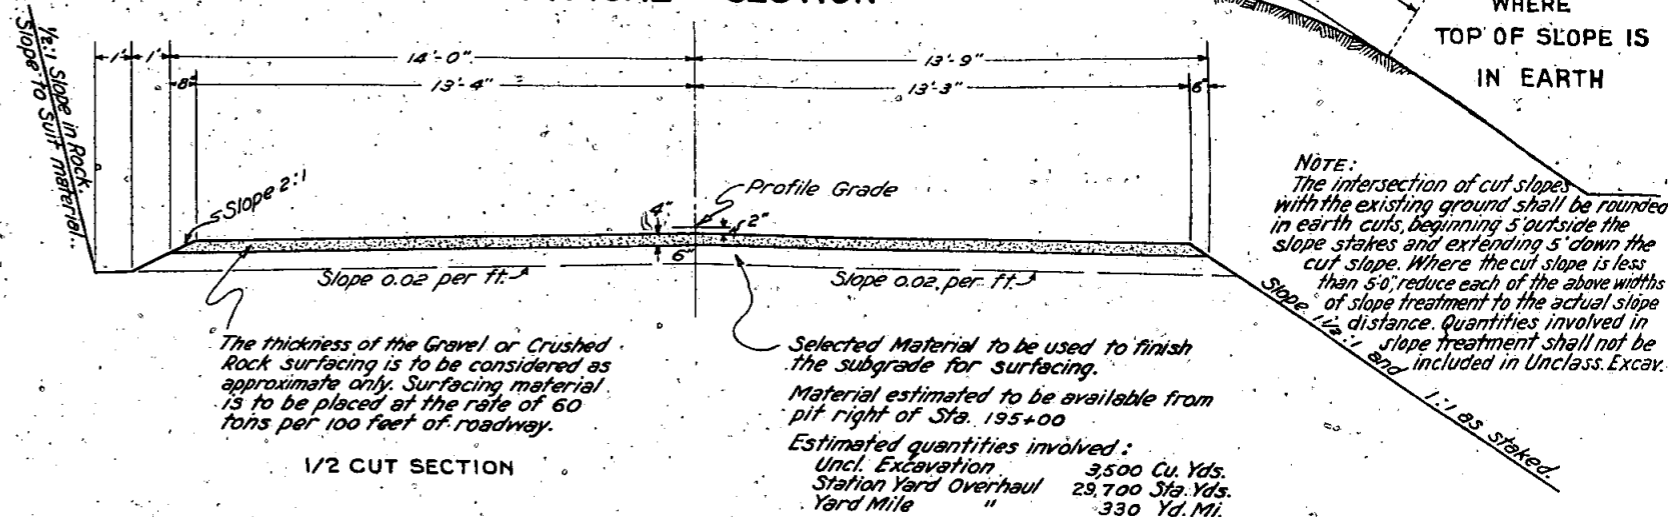 SECTION
WHERE
TOP OF SLOPE IS
IN EARTH
1/2:1 Slope in Rock.
Slope To Suit material.
1'
1'
14'-0"
13'-9"
8"
13'-4"
13'-3"
6"
Slope 2:1
4"
Profile Grade
2"
6"
Slope 0.02 per ft.
Slope 0.02 per ft.
NOTE:
The intersection of cut slopes
with the existing ground shall be rounded
in earth cuts, beginning 5' outside the
slope stakes and extending 5' down the
cut slope. Where the cut slope is less
than 5'0", reduce each of the above widths
of slope treatment to the actual slope
distance. Quantities involved in
slope treatment shall not be
included in Unclass. Excav.
Slope 1 1/2:1 and 1:1 as staked.
The thickness of the Gravel or Crushed
Rock surfacing is to be considered as
approximate only. Surfacing material
is to be placed at the rate of 60
tons per 100 feet of roadway.
1/2 CUT SECTION
Selected Material to be used to finish
the subgrade for surfacing.
Material estimated to be available from
pit right of Sta. 195+00
Estimated quantities involved:
Uncl. Excavation 3,500 Cu. Yds.
Station Yard Overhaul 29,700 Sta. Yds.
Yard Mile " 330 Yd. Mi.